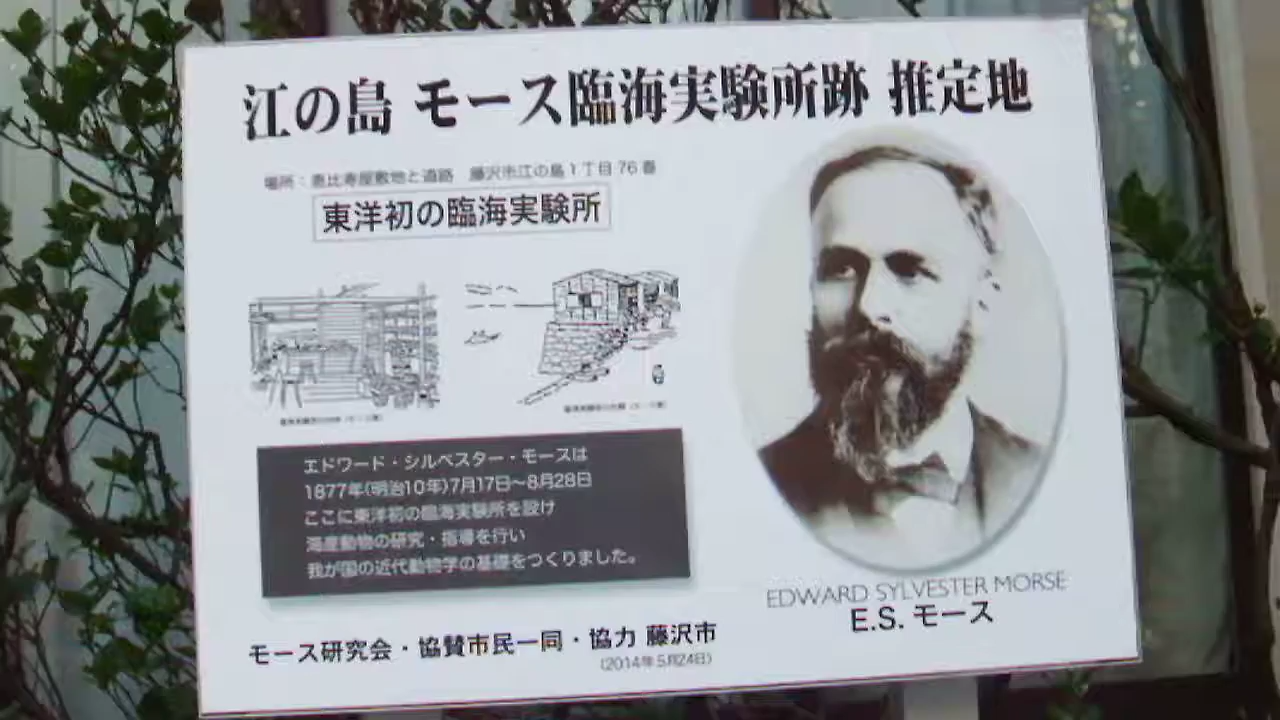 江の島 モース臨海実験所跡 推定地
場所：恵比寿屋敷地と道路 藤沢市江の島1丁目76番
東洋初の臨海実験所
エドワード・シルベスター・モースは
1877年(明治10年)7月17日〜8月28日
ここに東洋初の臨海実験所を設け
海産動物の研究・指導を行い
我が国の近代動物学の基礎をつくりました。
EDWARD SYLVESTER MORSE
E.S. モース
モース研究会・協賛市民一同・協力 藤沢市
(2014年5月24日)